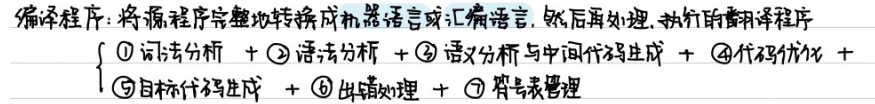 编译程序:将源程序完整地转换成机器语言或汇编语言,然后再处理、执行的翻译程序
①词法分析 + ②语法分析 + ③语义分析与中间代码生成 + ④代码优化 +
⑤目标代码生成 + ⑥出错处理 + ⑦符号表管理